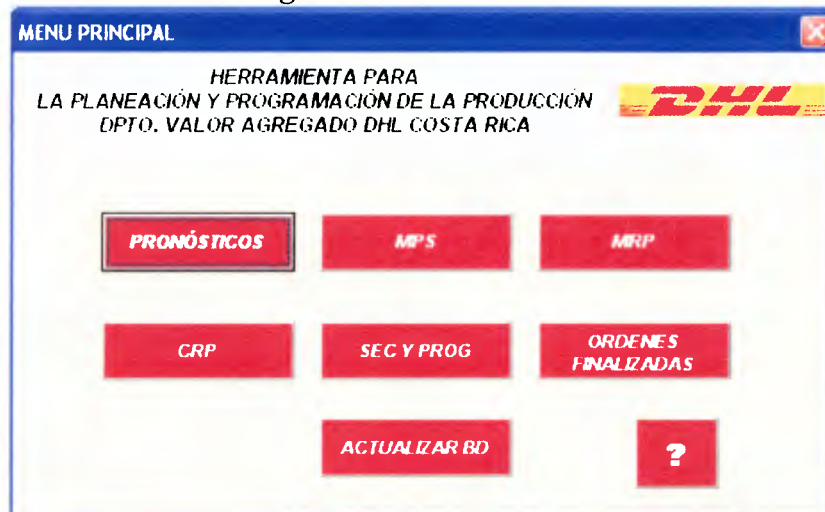 MENU PRINCIPAL
HERRAMIENTA PARA
LA PLANEACIÓN Y PROGRAMACIÓN DE LA PRODUCCIÓN
DPTO. VALOR AGREGADO DHL COSTA RICA
DHL
PRONÓSTICOS
MPS
MRP
CRP
SEC Y PROG
ORDENES
FINALIZADAS
ACTUALIZAR BD
?